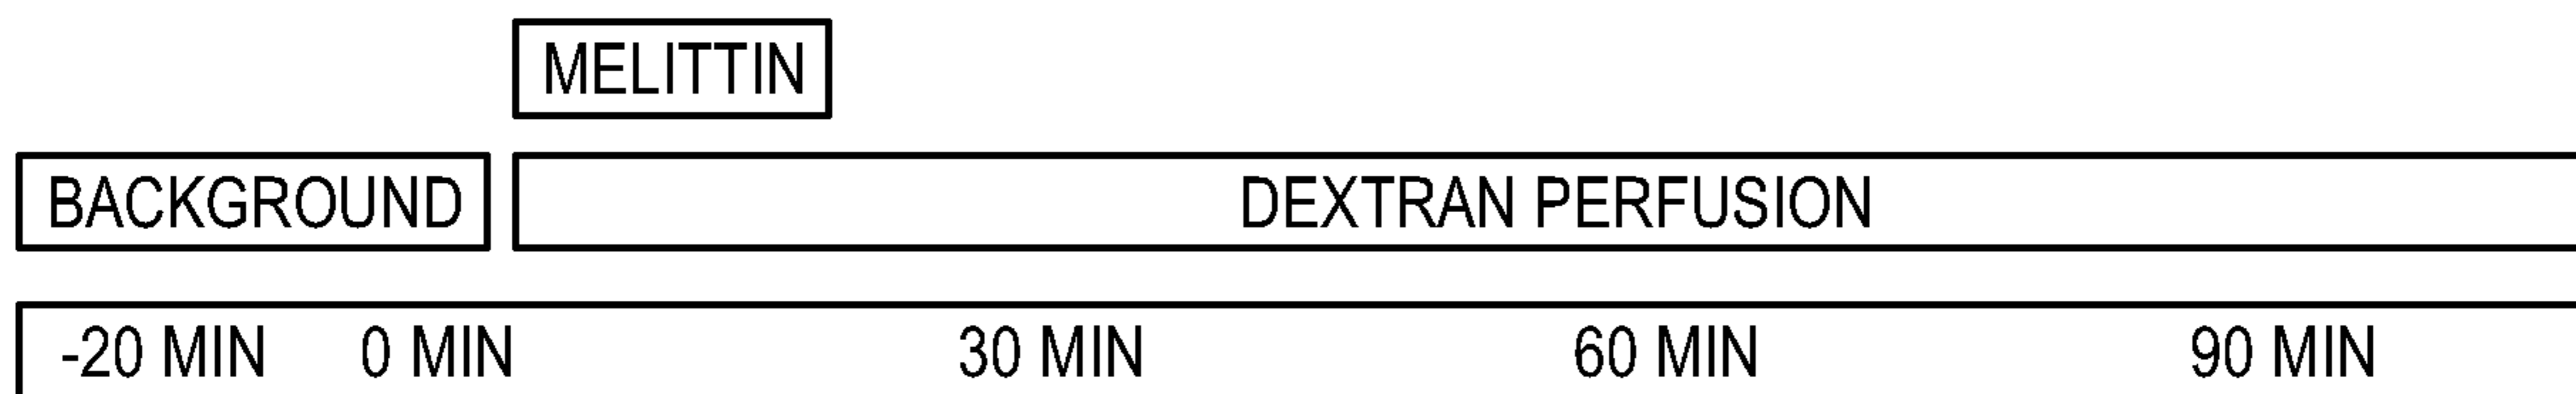 MELITTIN
BACKGROUND DEXTRAN PERFUSION
-20 MIN 0 MIN 30 MIN 60 MIN 90 MIN